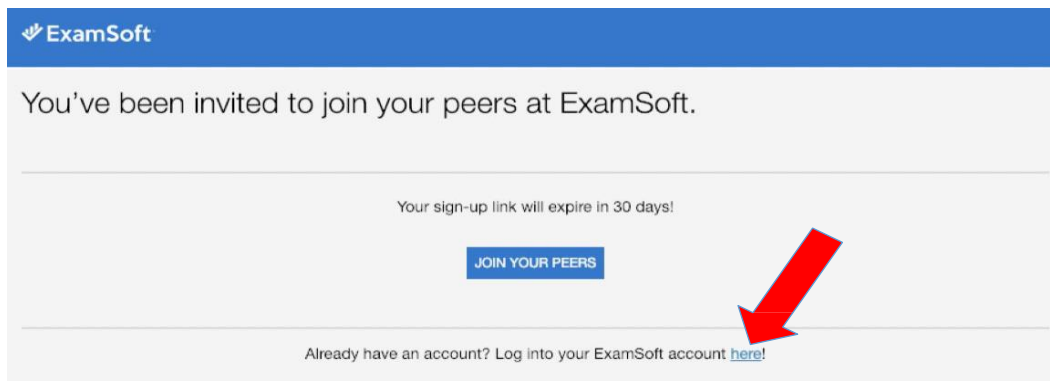 ExamSoft
You've been invited to join your peers at ExamSoft.
Your sign-up link will expire in 30 days!
JOIN YOUR PEERS
Already have an account? Log into your ExamSoft account here!